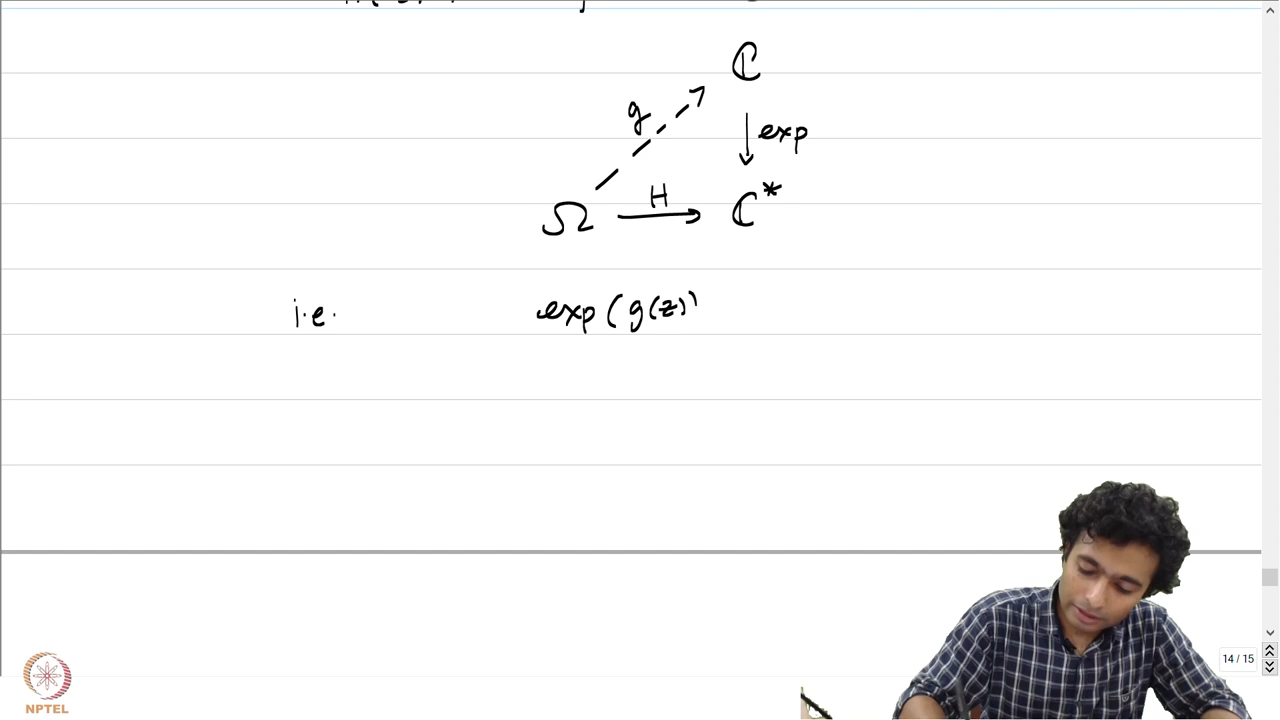 ℂ
g
exp
Ω H ℂ*
i.e. exp(g(z))
14 / 15
NPTEL